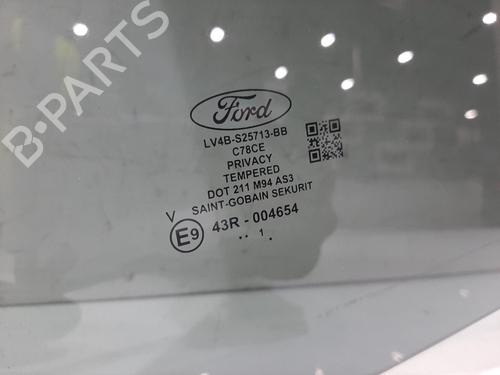 B-PARTS
Ford
LV4B-S25713-BB
C78CE
PRIVACY
TEMPERED
DOT 211 M94 AS3
SAINT-GOBAIN SEKURIT
V
E9 43R - 004654
.. 1 .